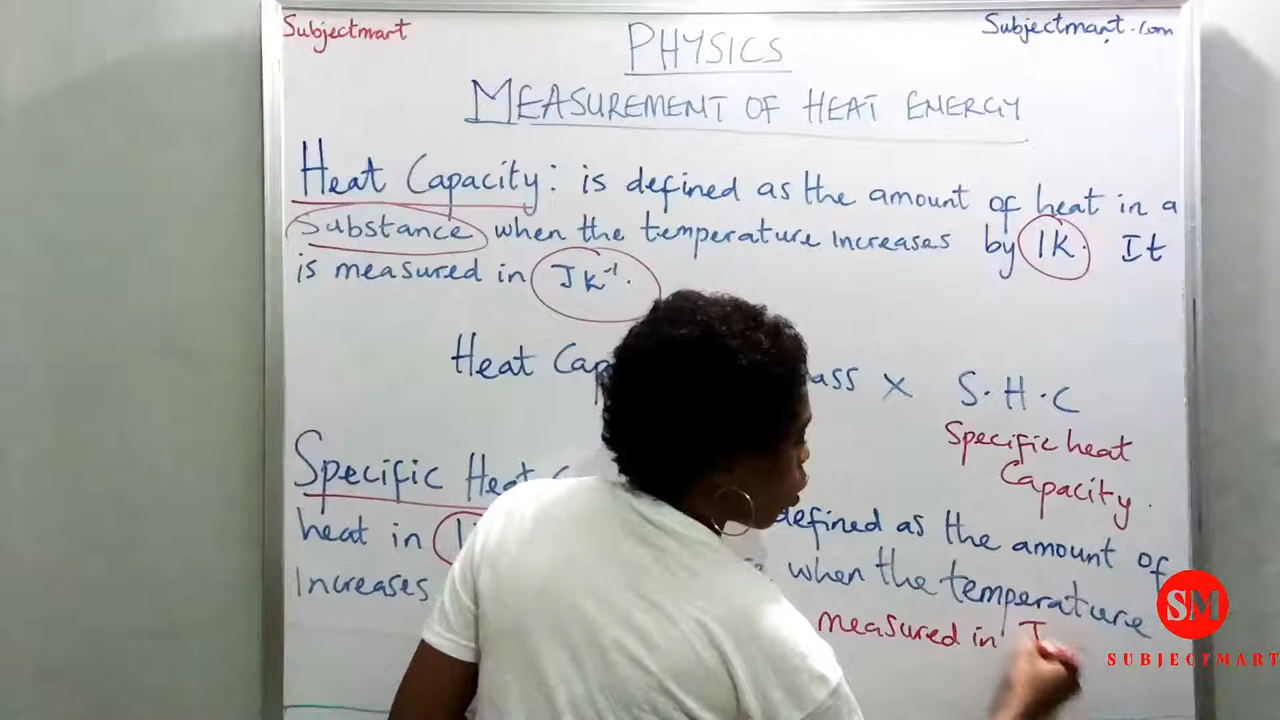 Subjectmart
Subjectmart.com
PHYSICS
MEASUREMENT OF HEAT ENERGY
Heat Capacity: is defined as the amount of heat in a
Substance when the temperature increases by 1K. It
is measured in JK⁻¹.
Heat Cap ass X S.H.C
Specific heat
Capacity.
Specific Heat
defined as the amount of
heat in
when the temperature
Increases
measured in J
SM
SUBJECTMART